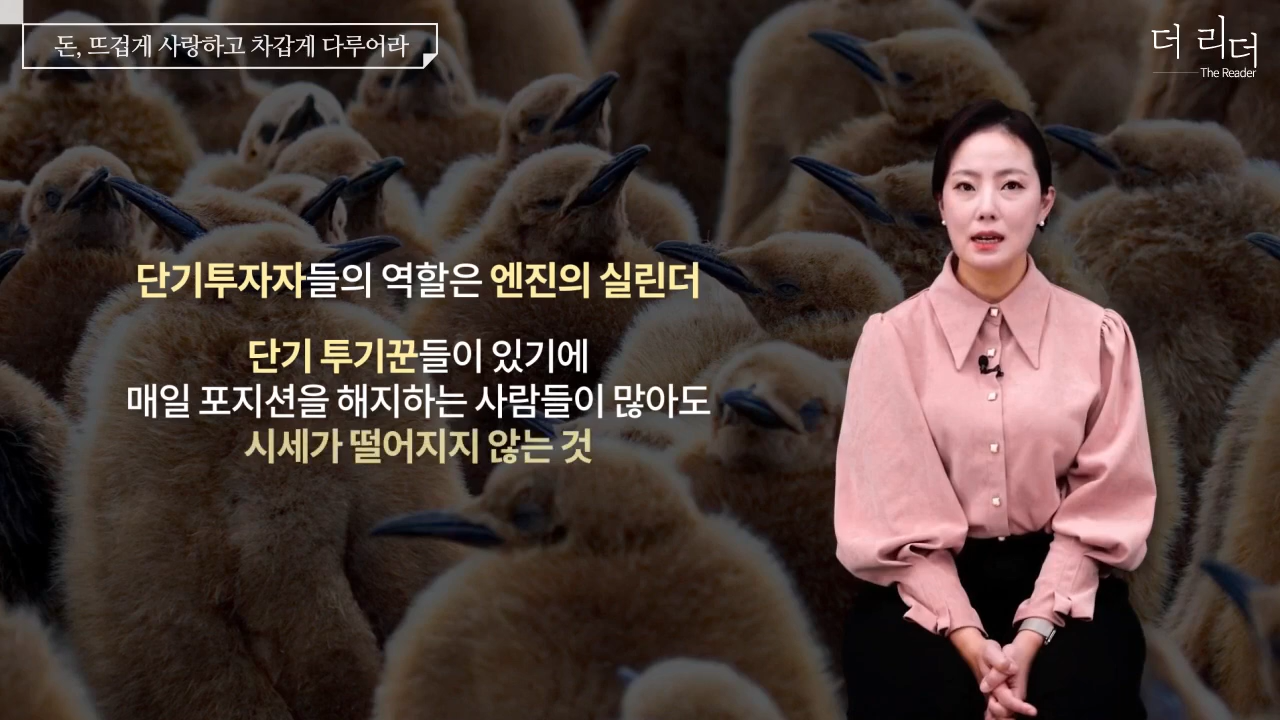 돈, 뜨겁게 사랑하고 차갑게 다루어라
더 리더
The Reader
단기투자자들의 역할은 엔진의 실린더
단기 투기꾼들이 있기에
매일 포지션을 해지하는 사람들이 많아도
시세가 떨어지지 않는 것